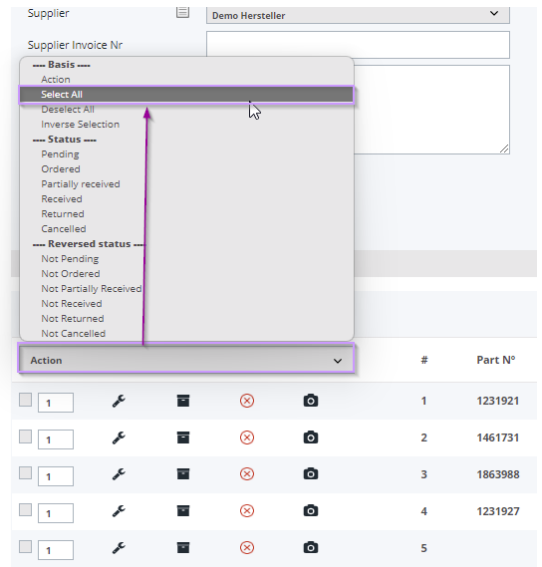 Supplier
Demo Hersteller
Supplier Invoice Nr
---- Basis ----
Action
Select All
Deselect All
Inverse Selection
---- Status ----
Pending
Ordered
Partially received
Received
Returned
Cancelled
---- Reversed status ----
Not Pending
Not Ordered
Not Partially Received
Not Received
Not Returned
Not Cancelled
Action # Part Nº
1 1 1231921
1 2 1461731
1 3 1863988
1 4 1231927
1 5